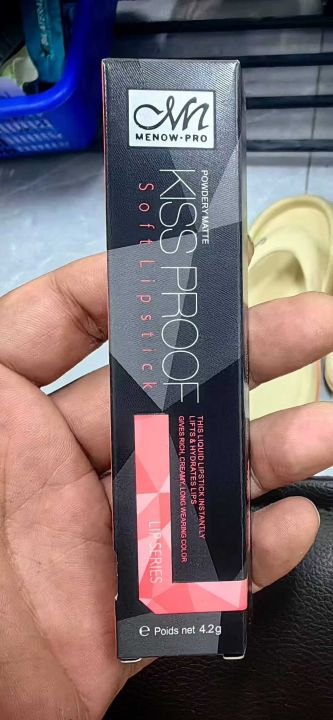 MENOW-PRO
POWDERY MATTE
KISS PROOF
Soft Lipstick
THIS LIQUID LIPSTICK INSTANTLY
LIFTS & HYDRATES LIPS
GIVES RICH, CREAMY, LONG WEARING COLOR
LIP SERIES
e Poids net 4.2g